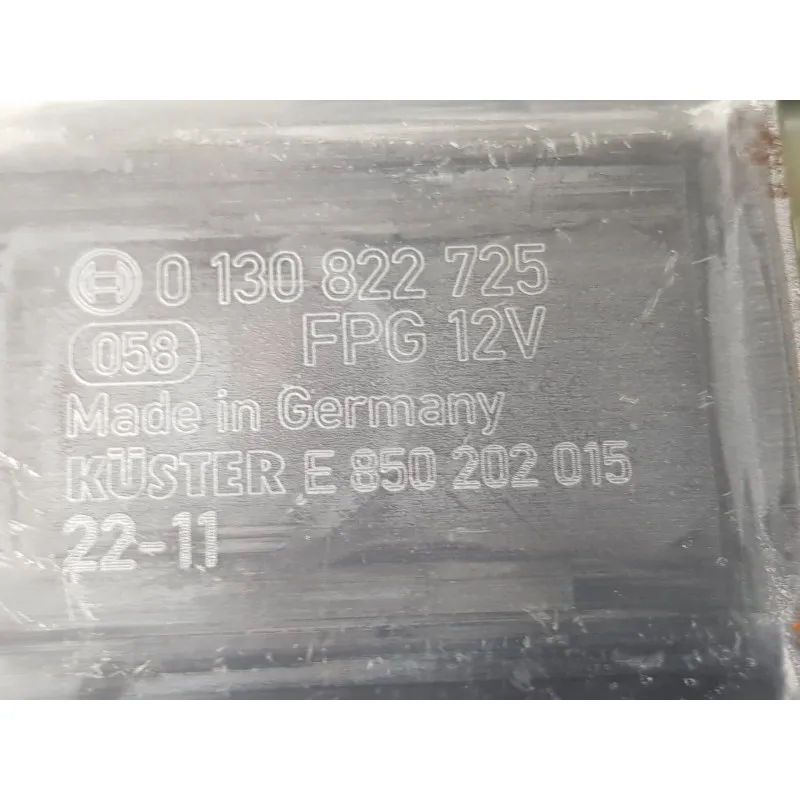 0 130 822 725
058 FPG 12V
Made in Germany
KÜSTER E 850 202 015
22-11